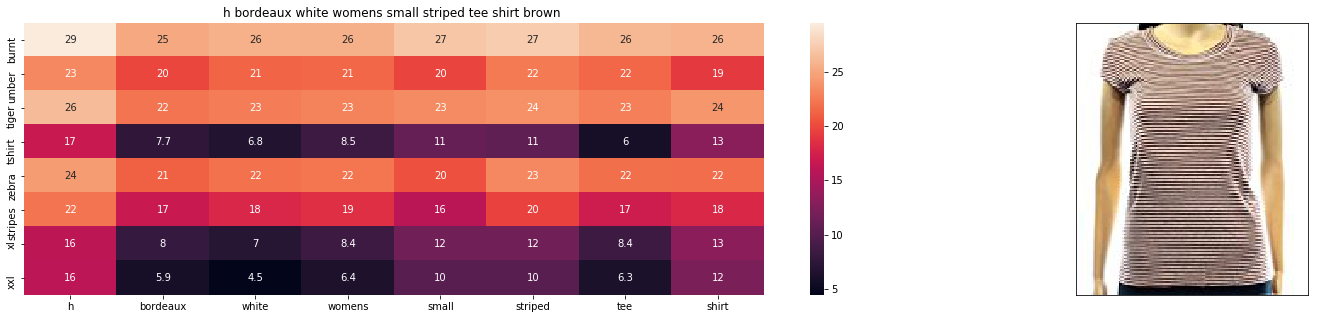 h bordeaux white womens small striped tee shirt brown
burnt 29 25 26 26 27 27 26 26
umber 23 20 21 21 20 22 22 19
tiger 26 22 23 23 23 24 23 24
tshirt 17 7.7 6.8 8.5 11 11 6 13
zebra 24 21 22 22 20 23 22 22
stripes 22 17 18 19 16 20 17 18
xl 16 8 7 8.4 12 12 8.4 13
xxl 16 5.9 4.5 6.4 10 10 6.3 12
h bordeaux white womens small striped tee shirt
25
20
15
10
5